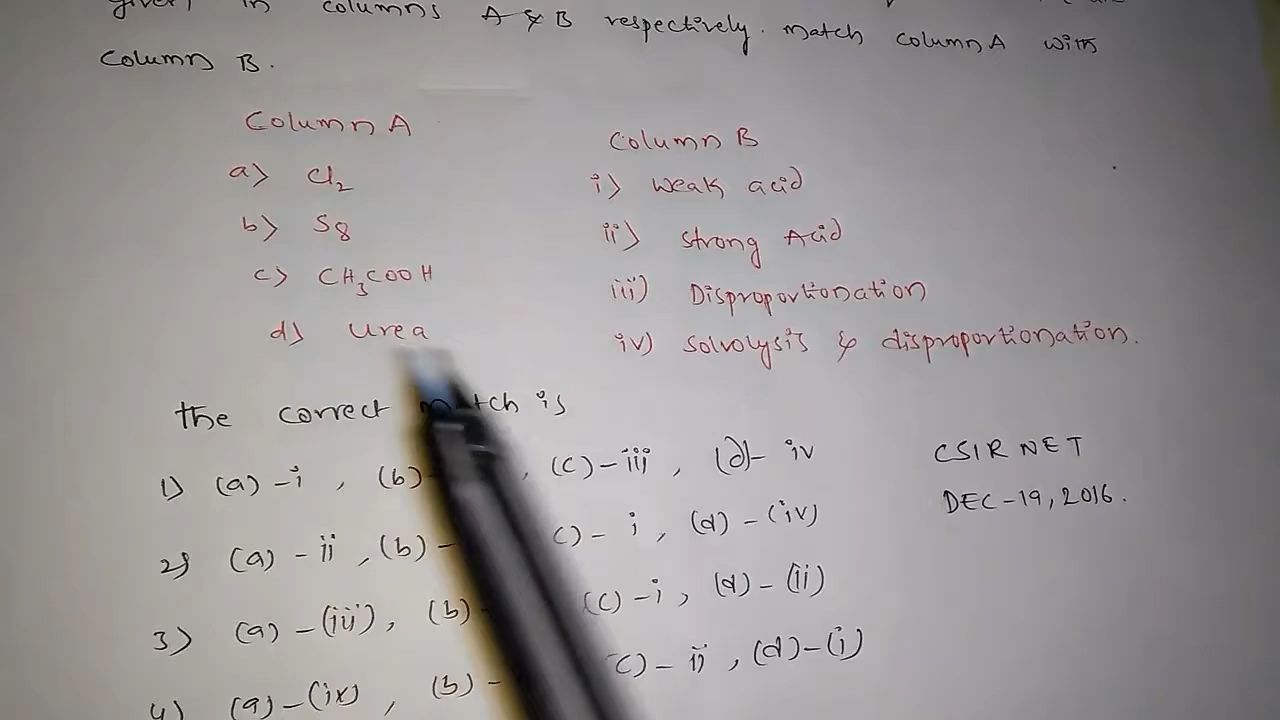 in columns A & B respectively. Match column A with
column B.
Column A
Column B
a) Cl2
i) Weak acid
b) S8
ii) Strong Acid
c) CH3COOH
iii) Disproportionation
d) Urea
iv) Solvolysis & disproportionation.
The correct match is
1) (a) - i , (b) - , (c) - iii , (d) - iv
CSIR NET
2) (a) - ii , (b) - c) - i , (d) - (iv)
DEC - 19, 2016.
3) (a) - (iii) , (b) - (c) - i , (d) - (ii)
4) (a) - (iv) , (b) - c) - ii , (d) - (i)